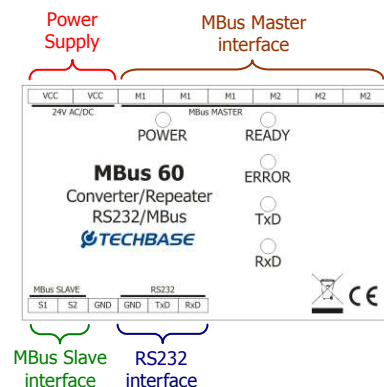 Power
Supply
MBus Master
interface
VCC VCC M1 M1 M1 M2 M2 M2
24V AC/DC MBus MASTER
POWER READY
MBus 60
ERROR
Converter/Repeater
RS232/MBus
TxD
TECHBASE
RxD
MBus SLAVE RS232
S1 S2 GND GND TxD RxD
CE
MBus Slave
interface
RS232
interface